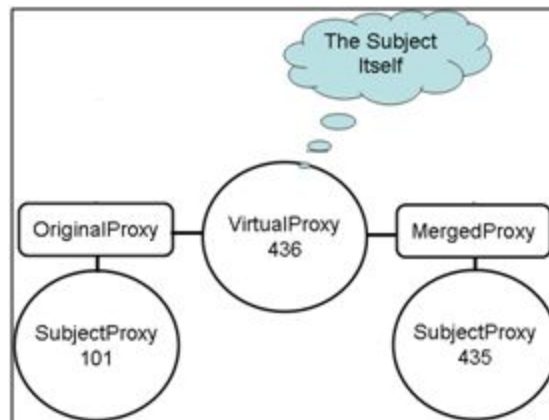 The Subject
Itself
OriginalProxy
VirtualProxy
436
MergedProxy
SubjectProxy
101
SubjectProxy
435